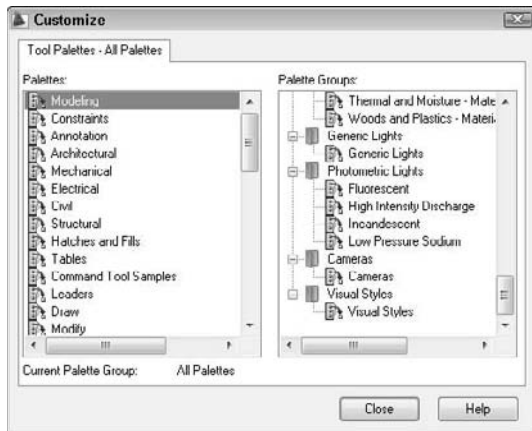 Customize
Tool Palettes - All Palettes
Palettes:
Modeling
Constraints
Annotation
Architectural
Mechanical
Electrical
Civil
Structural
Hatches and Fills
Tables
Command Tool Samples
Leaders
Draw
Modify
Palette Groups:
Thermal and Moisture - Mate
Woods and Plastics - Materi
Generic Lights
Generic Lights
Photometric Lights
Fluorescent
High Intensity Discharge
Incandescent
Low Pressure Sodium
Cameras
Cameras
Visual Styles
Visual Styles
Current Palette Group: All Palettes
Close Help